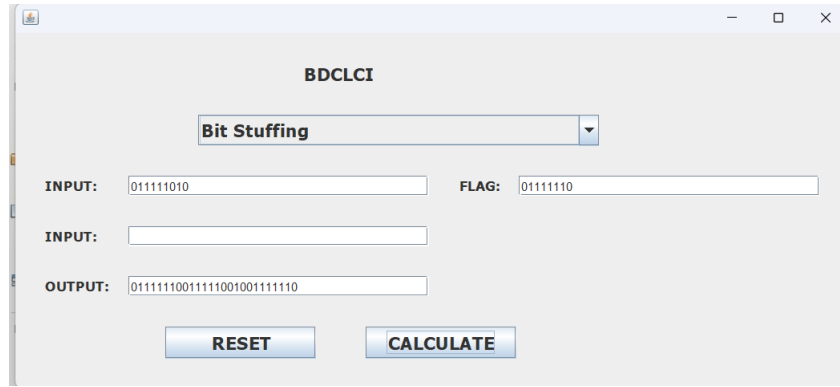 BDCLCI
Bit Stuffing
INPUT: 011111010 FLAG: 01111110
INPUT:
OUTPUT: 01111110011111001001111110
RESET CALCULATE